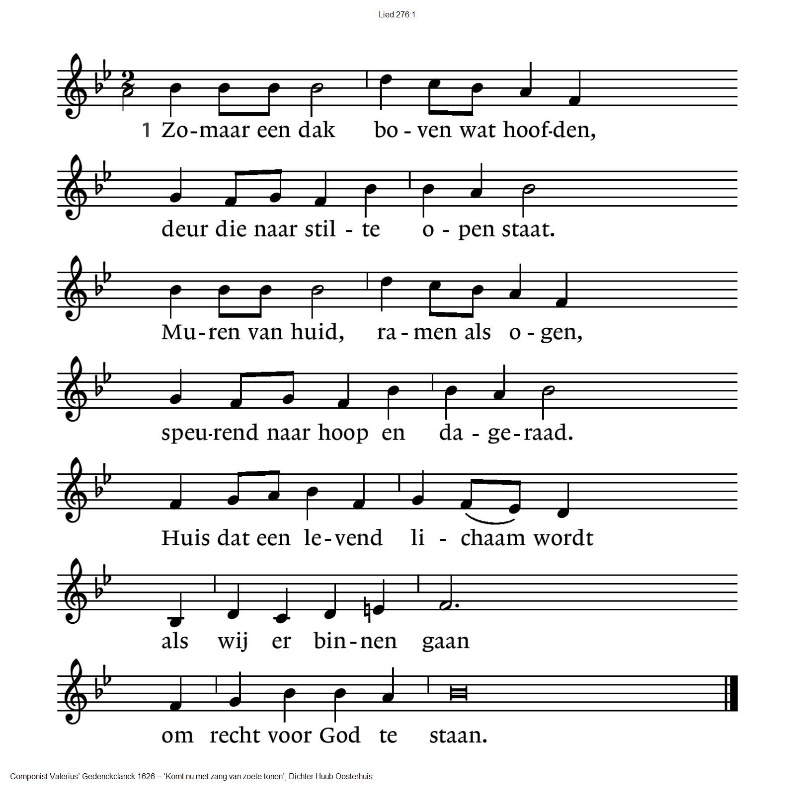 Lied 276 1
1 Zo-maar een dak bo-ven wat hoof-den,
deur die naar stil-te o-pen staat.
Mu-ren van huid, ra-men als o-gen,
speu-rend naar hoop en da-ge-raad.
Huis dat een le-vend li-chaam wordt
als wij er bin-nen gaan
om recht voor God te staan.
Componist Valerius' Gedenckclanck 1626 – 'Komt nu met zang van zoete tonen', Dichter Huub Oosterhuis